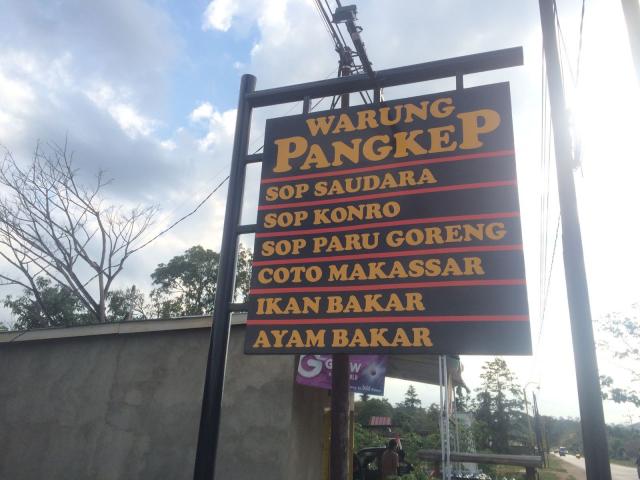 WARUNG
PANGKEP
SOP SAUDARA
SOP KONRO
SOP PARU GORENG
COTO MAKASSAR
IKAN BAKAR
AYAM BAKAR